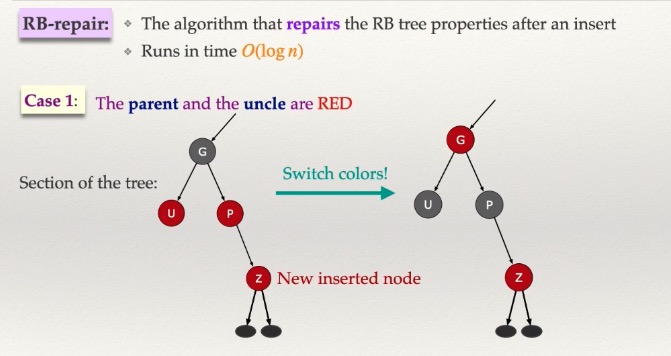 RB-repair: ❖ The algorithm that repairs the RB tree properties after an insert
❖ Runs in time O(log n)
Case 1: The parent and the uncle are RED
G
G
Section of the tree:
Switch colors!
U
P
U
P
Z
New inserted node
Z